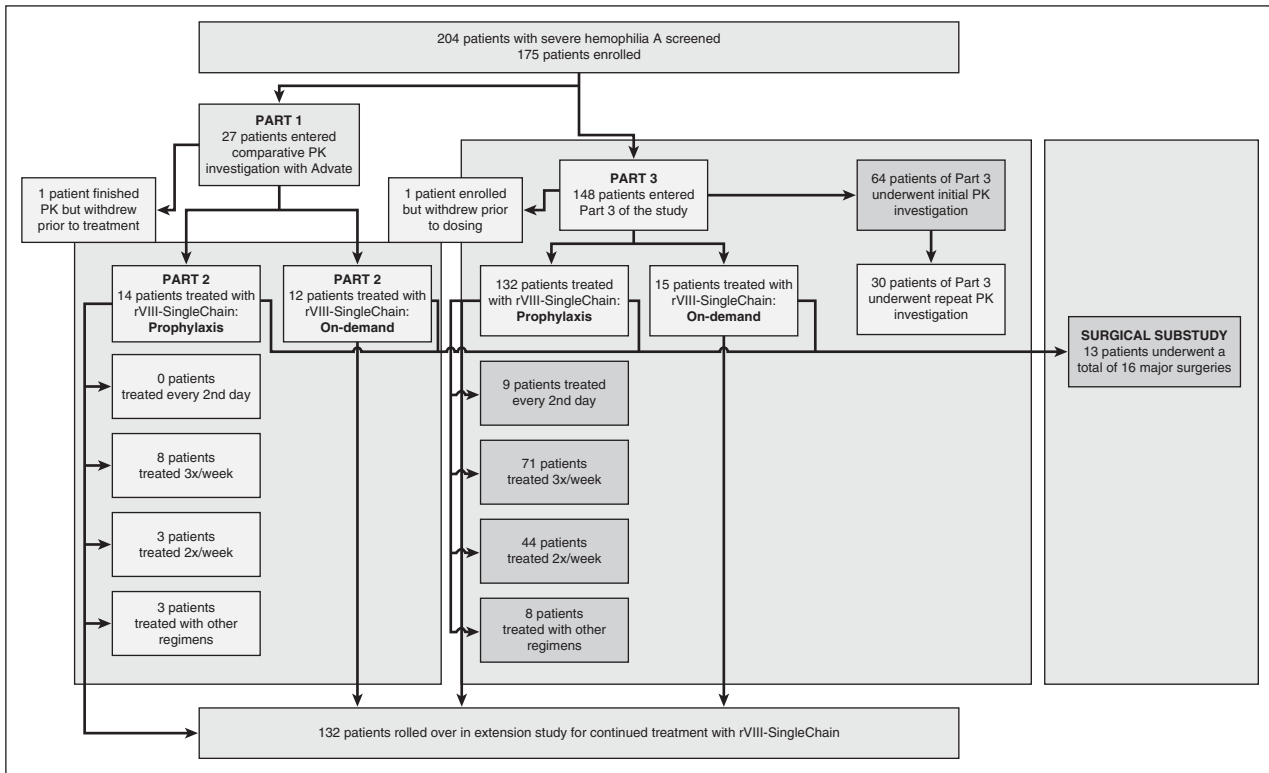 204 patients with severe hemophilia A screened
175 patients enrolled
PART 1
27 patients entered
comparative PK
investigation with Advate
1 patient finished
PK but withdrew
prior to treatment
1 patient enrolled
but withdrew prior
to dosing
PART 3
148 patients entered
Part 3 of the study
64 patients of Part 3
underwent initial PK
investigation
PART 2
14 patients treated with
rVIII-SingleChain:
Prophylaxis
PART 2
12 patients treated with
rVIII-SingleChain:
On-demand
132 patients treated
with rVIII-SingleChain:
Prophylaxis
15 patients treated with
rVIII-SingleChain:
On-demand
30 patients of Part 3
underwent repeat PK
investigation
SURGICAL SUBSTUDY
13 patients underwent a
total of 16 major surgeries
0 patients
treated every 2nd day
8 patients
treated 3x/week
3 patients
treated 2x/week
3 patients
treated with other
regimens
9 patients treated
every 2nd day
71 patients
treated 3x/week
44 patients
treated 2x/week
8 patients
treated with other
regimens
132 patients rolled over in extension study for continued treatment with rVIII-SingleChain